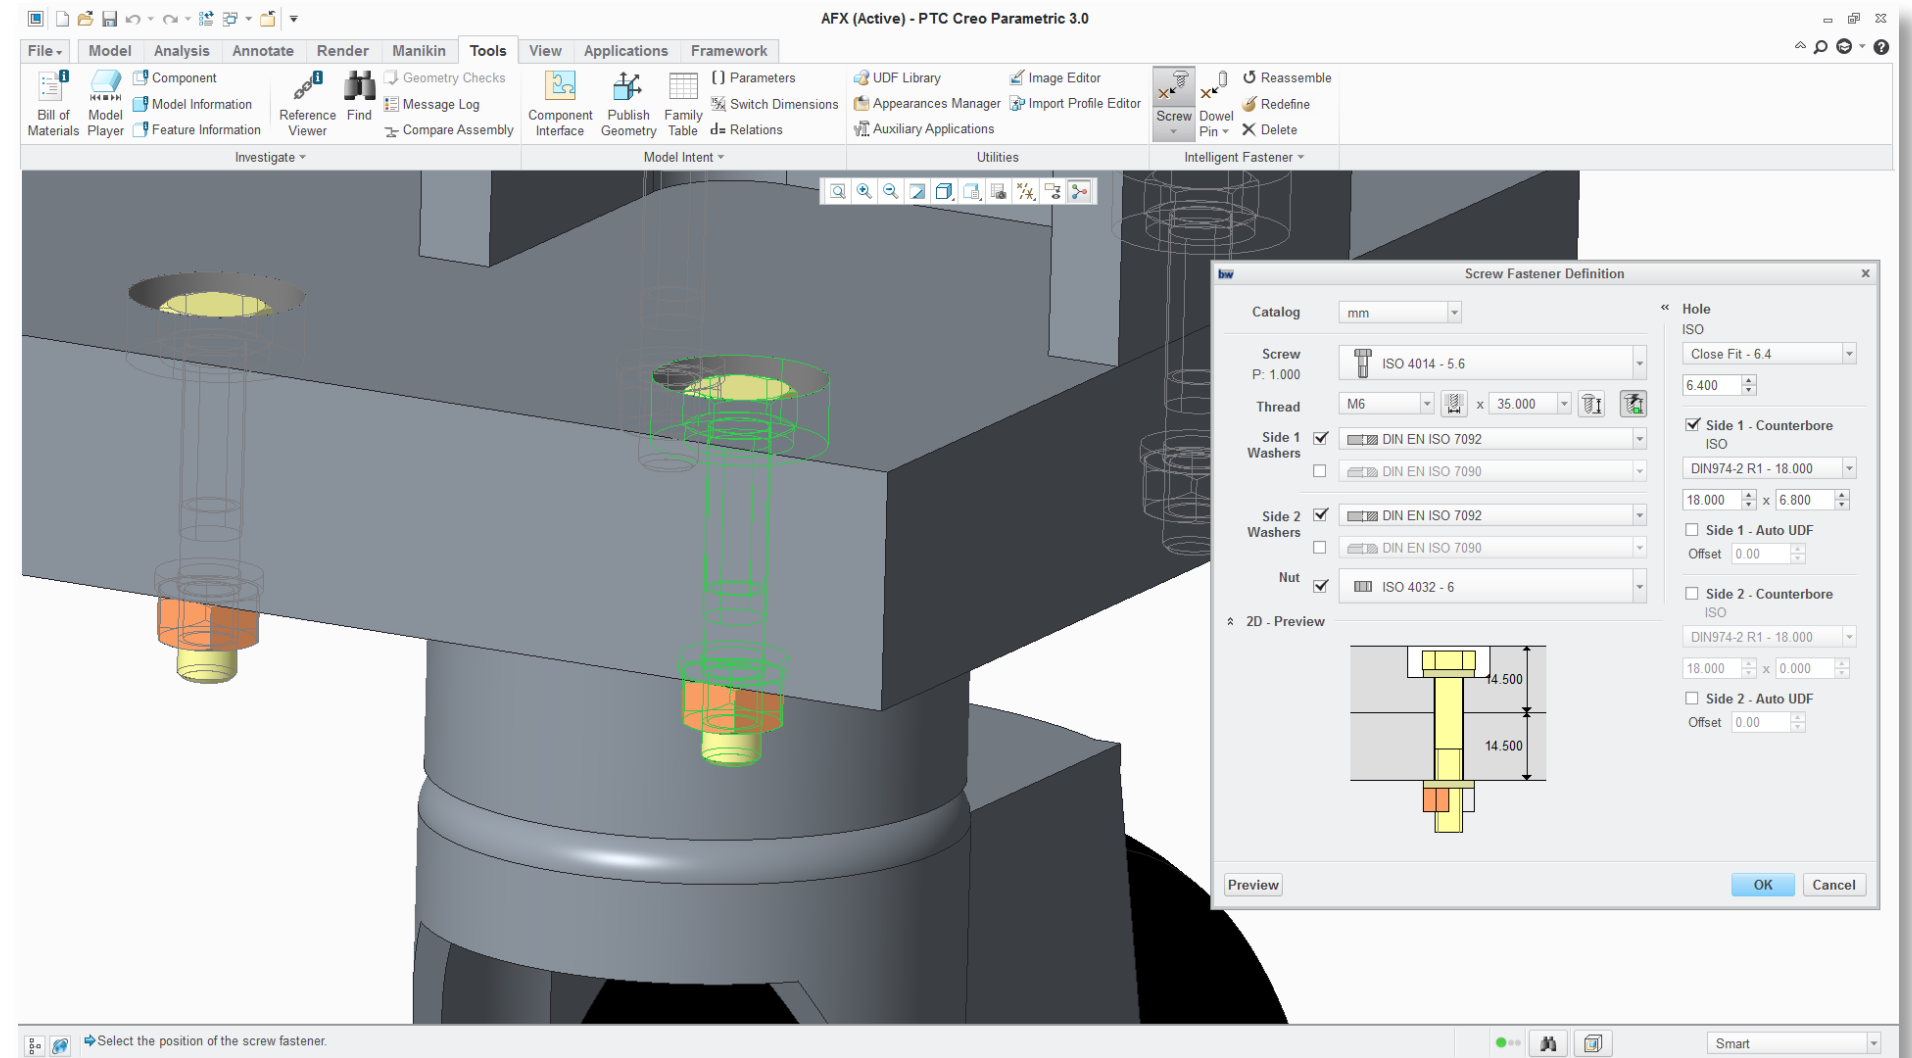 AFX (Active) - PTC Creo Parametric 3.0
File Model Analysis Annotate Render Manikin Tools View Applications Framework
Bill of Materials
Model Player
Component
Model Information
Feature Information
Reference Viewer
Find
Geometry Checks
Message Log
Compare Assembly
Component Interface
Publish Geometry
Family Table
[] Parameters
Switch Dimensions
d= Relations
UDF Library
Appearances Manager
Auxiliary Applications
Image Editor
Import Profile Editor
Screw
Dowel Pin
Reassemble
Redefine
Delete
Investigate
Model Intent
Utilities
Intelligent Fastener
bw Screw Fastener Definition
Catalog mm
Screw ISO 4014 - 5.6
P: 1.000
Thread M6 x 35.000
Side 1 Washers DIN EN ISO 7092
DIN EN ISO 7090
Side 2 Washers DIN EN ISO 7092
DIN EN ISO 7090
Nut ISO 4032 - 6
2D - Preview
14.500
14.500
Hole
ISO
Close Fit - 6.4
6.400
Side 1 - Counterbore
ISO
DIN974-2 R1 - 18.000
18.000 x 6.800
Side 1 - Auto UDF
Offset 0.00
Side 2 - Counterbore
ISO
DIN974-2 R1 - 18.000
18.000 x 0.000
Side 2 - Auto UDF
Offset 0.00
Preview OK Cancel
Select the position of the screw fastener.
Smart